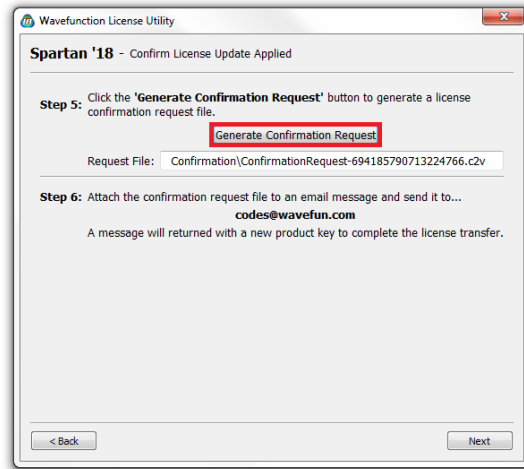 Wavefunction License Utility
Spartan '18 - Confirm License Update Applied
Step 5: Click the 'Generate Confirmation Request' button to generate a license
confirmation request file.
Generate Confirmation Request
Request File: Confirmation\ConfirmationRequest-694185790713224766.c2v
Step 6: Attach the confirmation request file to an email message and send it to...
codes@wavefun.com
A message will returned with a new product key to complete the license transfer.
< Back Next